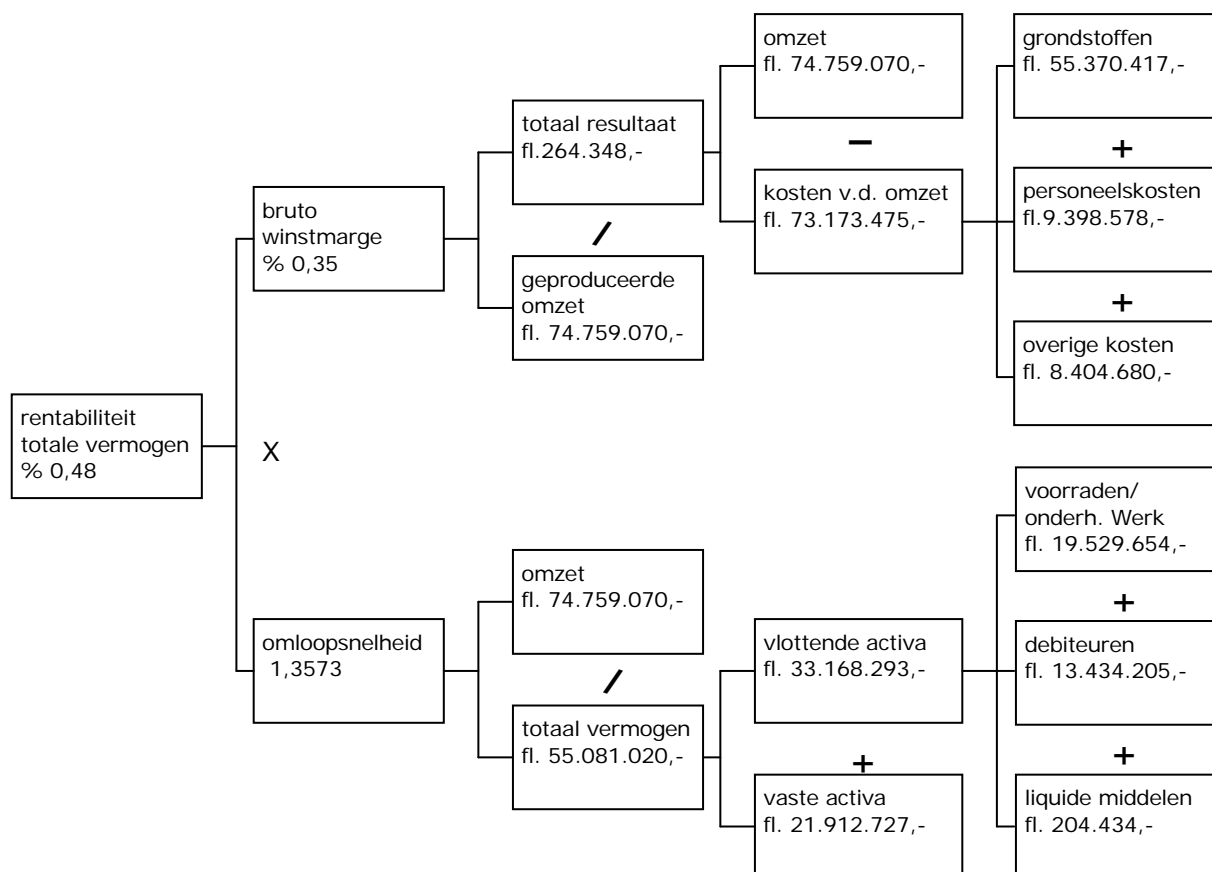 omzet
fl. 74.759.070,-
grondstoffen
fl. 55.370.417,-
totaal resultaat
fl.264.348,-
–
+
kosten v.d. omzet
fl. 73.173.475,-
personeelskosten
fl.9.398.578,-
bruto
winstmarge
% 0,35
/
geproduceerde
omzet
fl. 74.759.070,-
+
overige kosten
fl. 8.404.680,-
rentabiliteit
totale vermogen
% 0,48
X
voorraden/
onderh. Werk
fl. 19.529.654,-
omzet
fl. 74.759.070,-
+
omloopsnelheid
1,3573
/
vlottende activa
fl. 33.168.293,-
debiteuren
fl. 13.434.205,-
totaal vermogen
fl. 55.081.020,-
+
+
vaste activa
fl. 21.912.727,-
liquide middelen
fl. 204.434,-